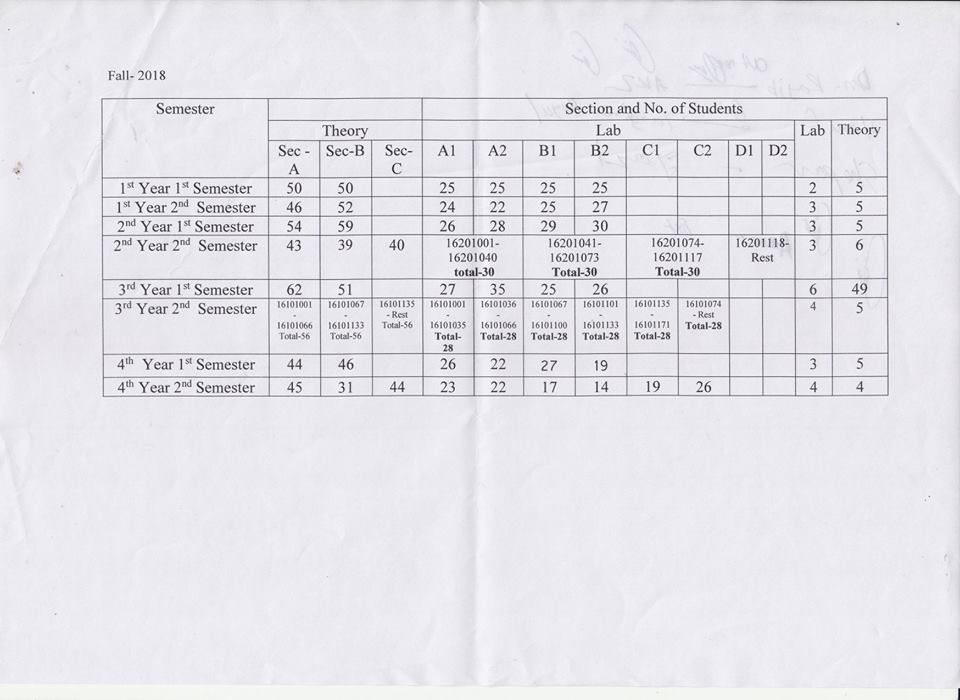 Fall- 2018
Semester Section and No. of Students
Theory Lab Lab Theory
Sec - A Sec-B Sec- C A1 A2 B1 B2 C1 C2 D1 D2
1st Year 1st Semester 50 50 25 25 25 25 2 5
1st Year 2nd Semester 46 52 24 22 25 27 3 5
2nd Year 1st Semester 54 59 26 28 29 30 3 5
2nd Year 2nd Semester 43 39 40 16201001- 16201040 total-30 16201041- 16201073 Total-30 16201074- 16201117 Total-30 16201118- Rest 3 6
3rd Year 1st Semester 62 51 27 35 25 26 6 49
3rd Year 2nd Semester 16101001 - 16101066 Total-56 16101067 - 16101133 Total-56 16101135 - Rest Total-56 16101001 - 16101035 Total- 28 16101036 - 16101066 Total-28 16101067 - 16101100 Total-28 16101101 - 16101133 Total-28 16101135 - 16101171 Total-28 16101074 - Rest Total-28 4 5
4th Year 1st Semester 44 46 26 22 27 19 3 5
4th Year 2nd Semester 45 31 44 23 22 17 14 19 26 4 4